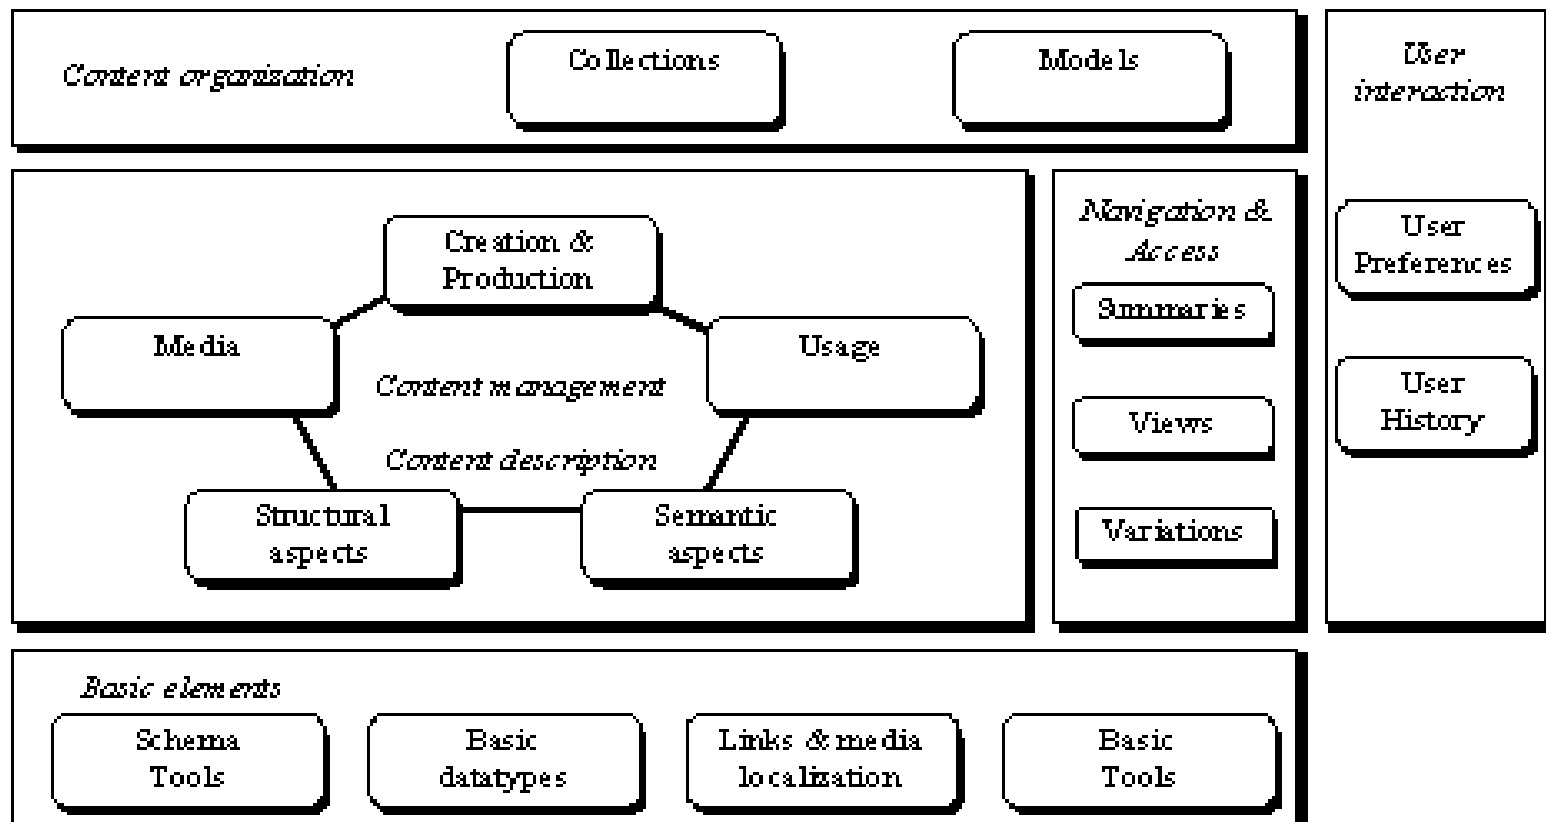 Content organization
Collections
Models
User
interaction
Creation &
Production
Media
Usage
Content management
Content description
Structural
aspects
Semantic
aspects
Navigation &
Access
Summaries
Views
Variations
User
Preferences
User
History
Basic elements
Schema
Tools
Basic
datatypes
Links & media
localization
Basic
Tools